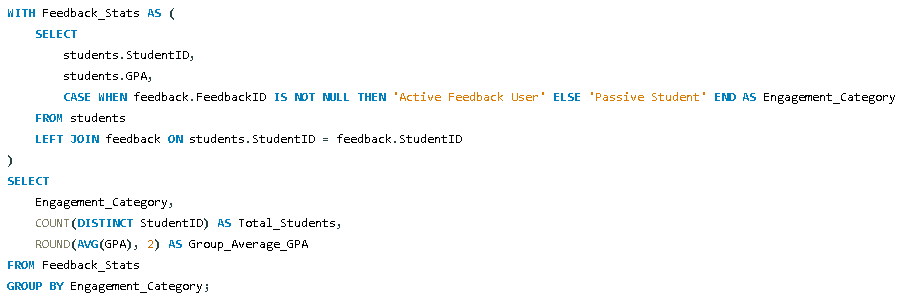 WITH Feedback_Stats AS (
    SELECT
        students.StudentID,
        students.GPA,
        CASE WHEN feedback.FeedbackID IS NOT NULL THEN 'Active Feedback User' ELSE 'Passive Student' END AS Engagement_Category
    FROM students
    LEFT JOIN feedback ON students.StudentID = feedback.StudentID
)
SELECT
    Engagement_Category,
    COUNT(DISTINCT StudentID) AS Total_Students,
    ROUND(AVG(GPA), 2) AS Group_Average_GPA
FROM Feedback_Stats
GROUP BY Engagement_Category;